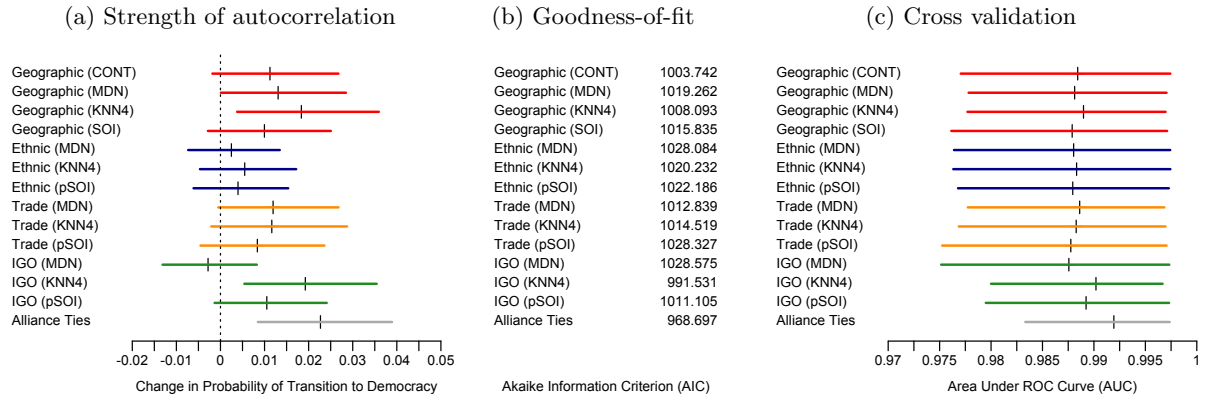 (a) Strength of autocorrelation
Geographic (CONT)
Geographic (MDN)
Geographic (KNN4)
Geographic (SOI)
Ethnic (MDN)
Ethnic (KNN4)
Ethnic (pSOI)
Trade (MDN)
Trade (KNN4)
Trade (pSOI)
IGO (MDN)
IGO (KNN4)
IGO (pSOI)
Alliance Ties
-0.02 -0.01 0 0.01 0.02 0.03 0.04 0.05
Change in Probability of Transition to Democracy
(b) Goodness-of-fit
Geographic (CONT) 1003.742
Geographic (MDN) 1019.262
Geographic (KNN4) 1008.093
Geographic (SOI) 1015.835
Ethnic (MDN) 1028.084
Ethnic (KNN4) 1020.232
Ethnic (pSOI) 1022.186
Trade (MDN) 1012.839
Trade (KNN4) 1014.519
Trade (pSOI) 1028.327
IGO (MDN) 1028.575
IGO (KNN4) 991.531
IGO (pSOI) 1011.105
Alliance Ties 968.697
Akaike Information Criterion (AIC)
(c) Cross validation
Geographic (CONT)
Geographic (MDN)
Geographic (KNN4)
Geographic (SOI)
Ethnic (MDN)
Ethnic (KNN4)
Ethnic (pSOI)
Trade (MDN)
Trade (KNN4)
Trade (pSOI)
IGO (MDN)
IGO (KNN4)
IGO (pSOI)
Alliance Ties
0.97 0.975 0.98 0.985 0.99 0.995 1
Area Under ROC Curve (AUC)